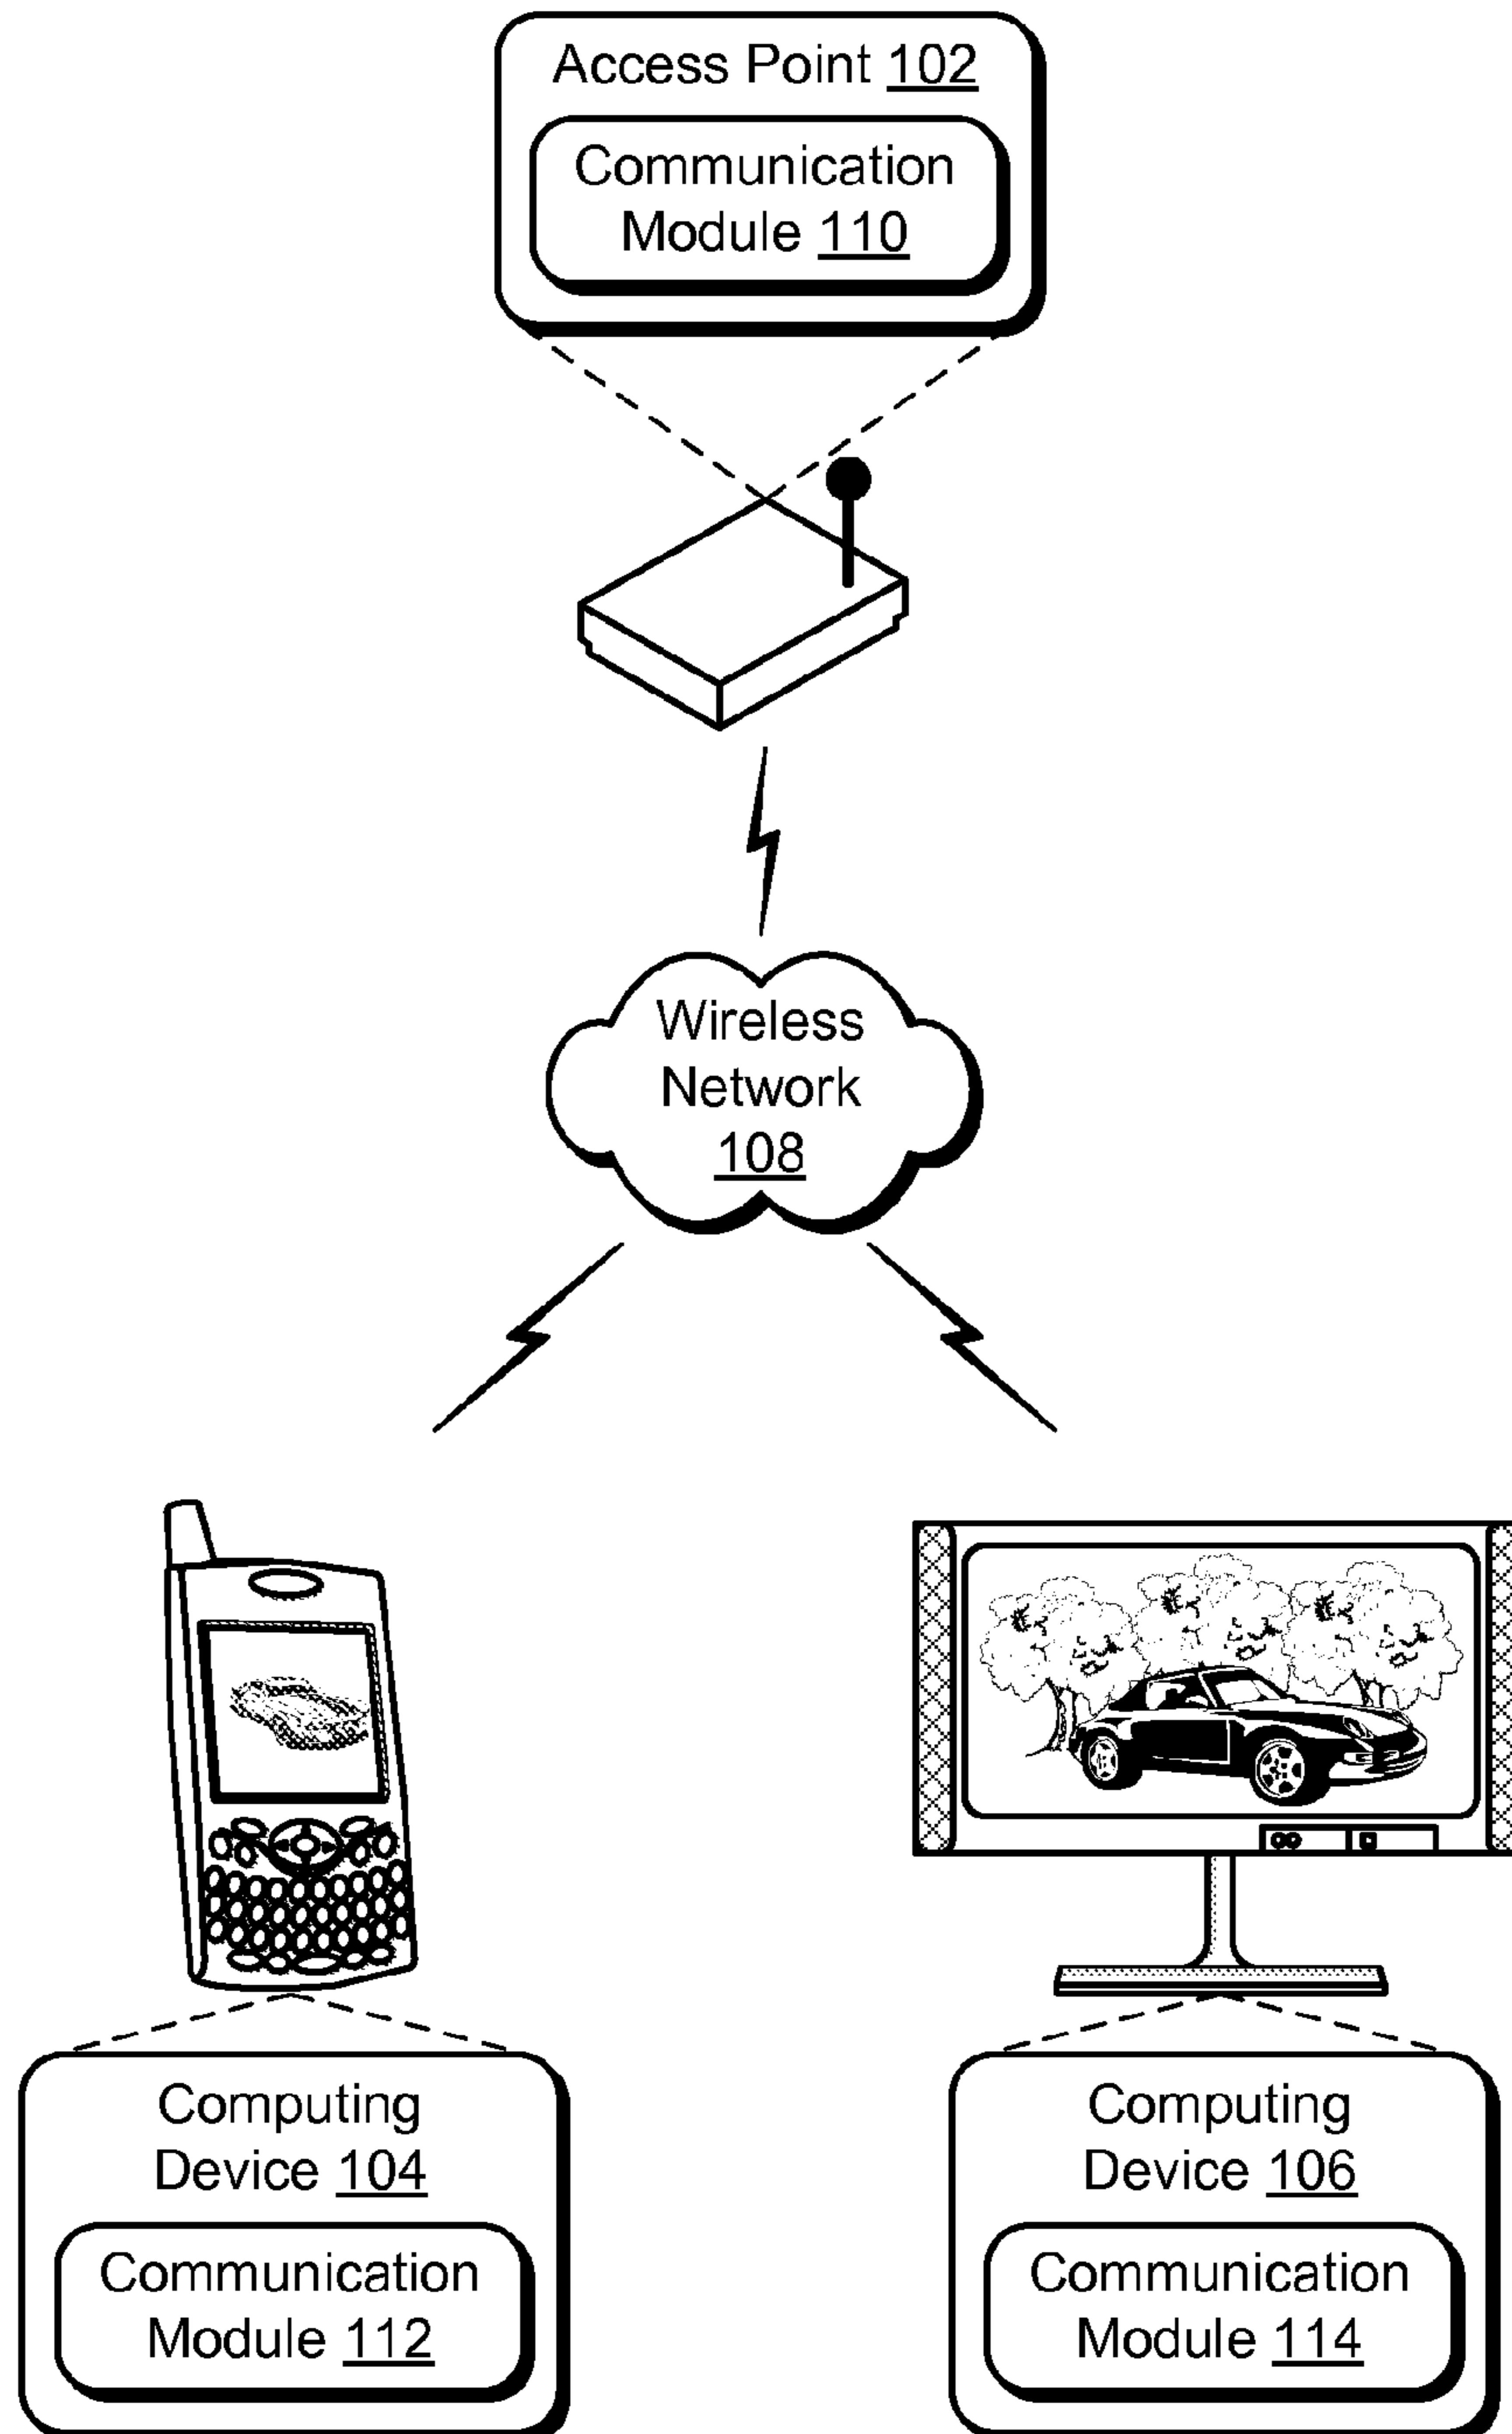 Access Point 102
Communication
Module 110
Wireless
Network
108
Computing
Device 104
Communication
Module 112
Computing
Device 106
Communication
Module 114